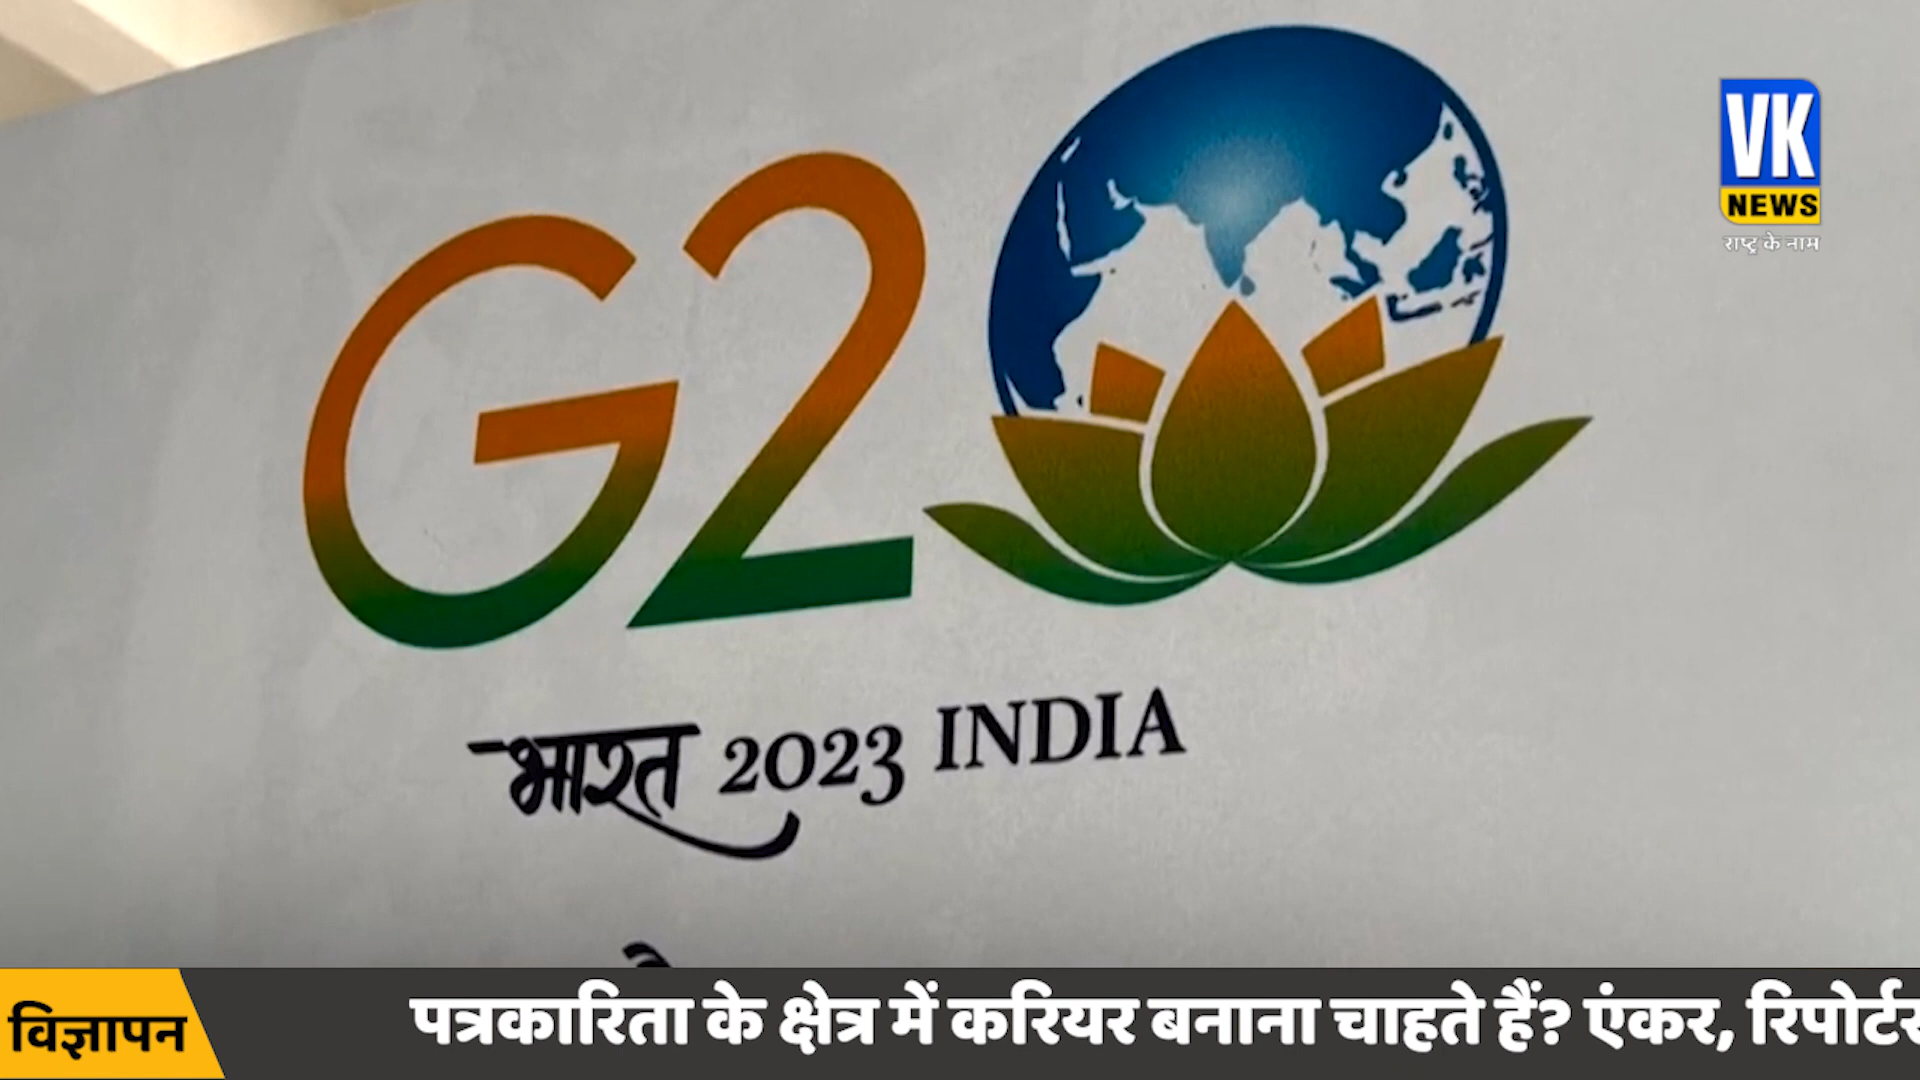 G20
भारत 2023 INDIA
VK
NEWS
राष्ट्र के नाम
विज्ञापन
पत्रकारिता के क्षेत्र में करियर बनाना चाहते हैं? एंकर, रिपोर्टर